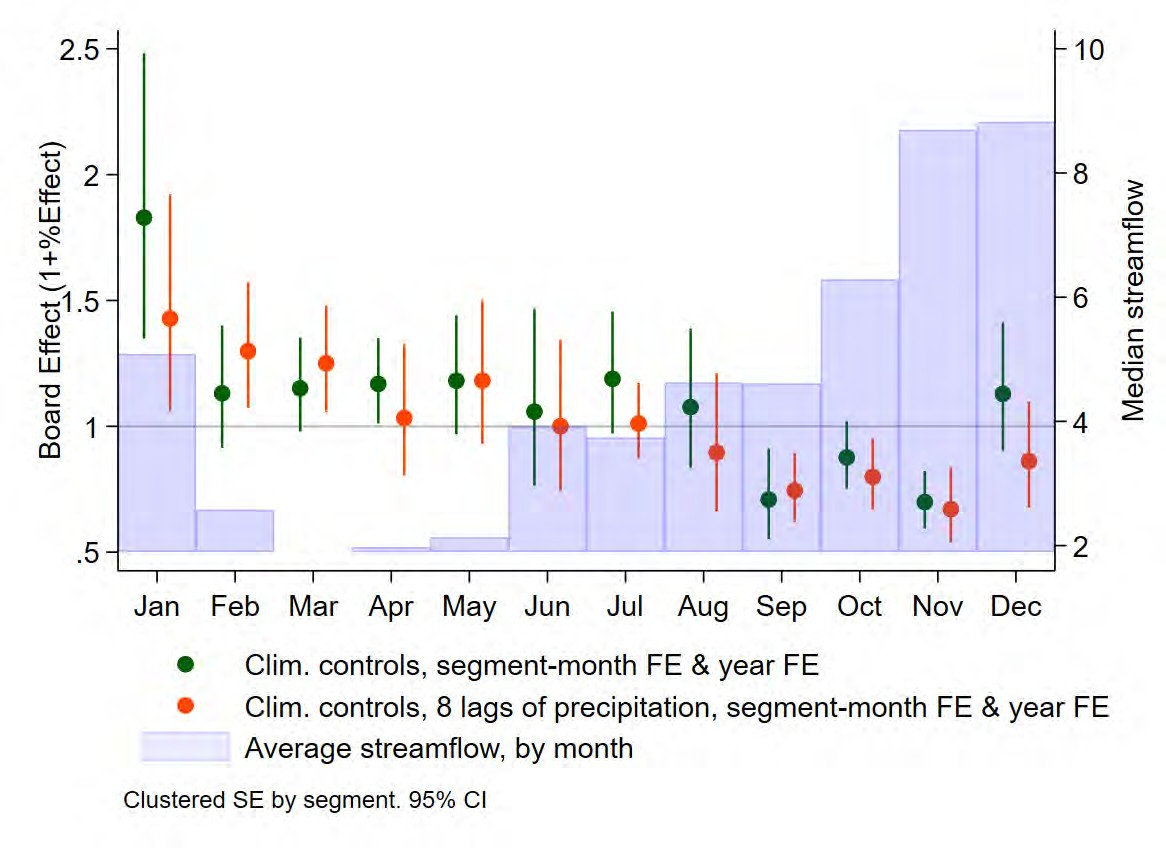 2.5
2
1.5
1
.5
Board Effect (1+%Effect)
10
8
6
4
2
Median streamflow
Jan Feb Mar Apr May Jun Jul Aug Sep Oct Nov Dec
Clim. controls, segment-month FE & year FE
Clim. controls, 8 lags of precipitation, segment-month FE & year FE
Average streamflow, by month
Clustered SE by segment. 95% CI